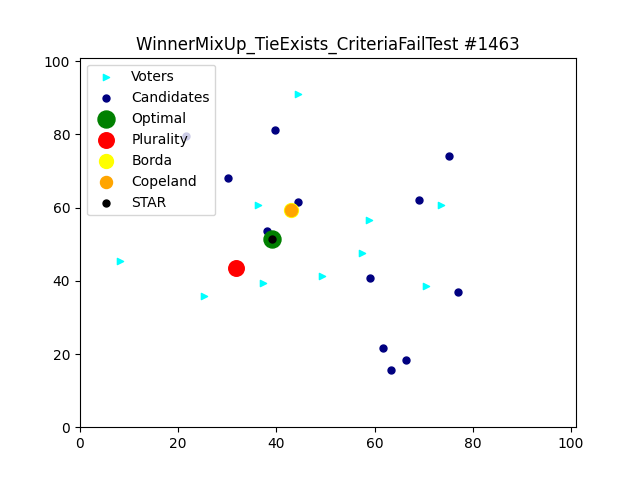 WinnerMixUp_TieExists_CriteriaFailTest #1463
100
80
60
40
20
0
Voters
Candidates
Optimal
Plurality
Borda
Copeland
STAR
0 20 40 60 80 100